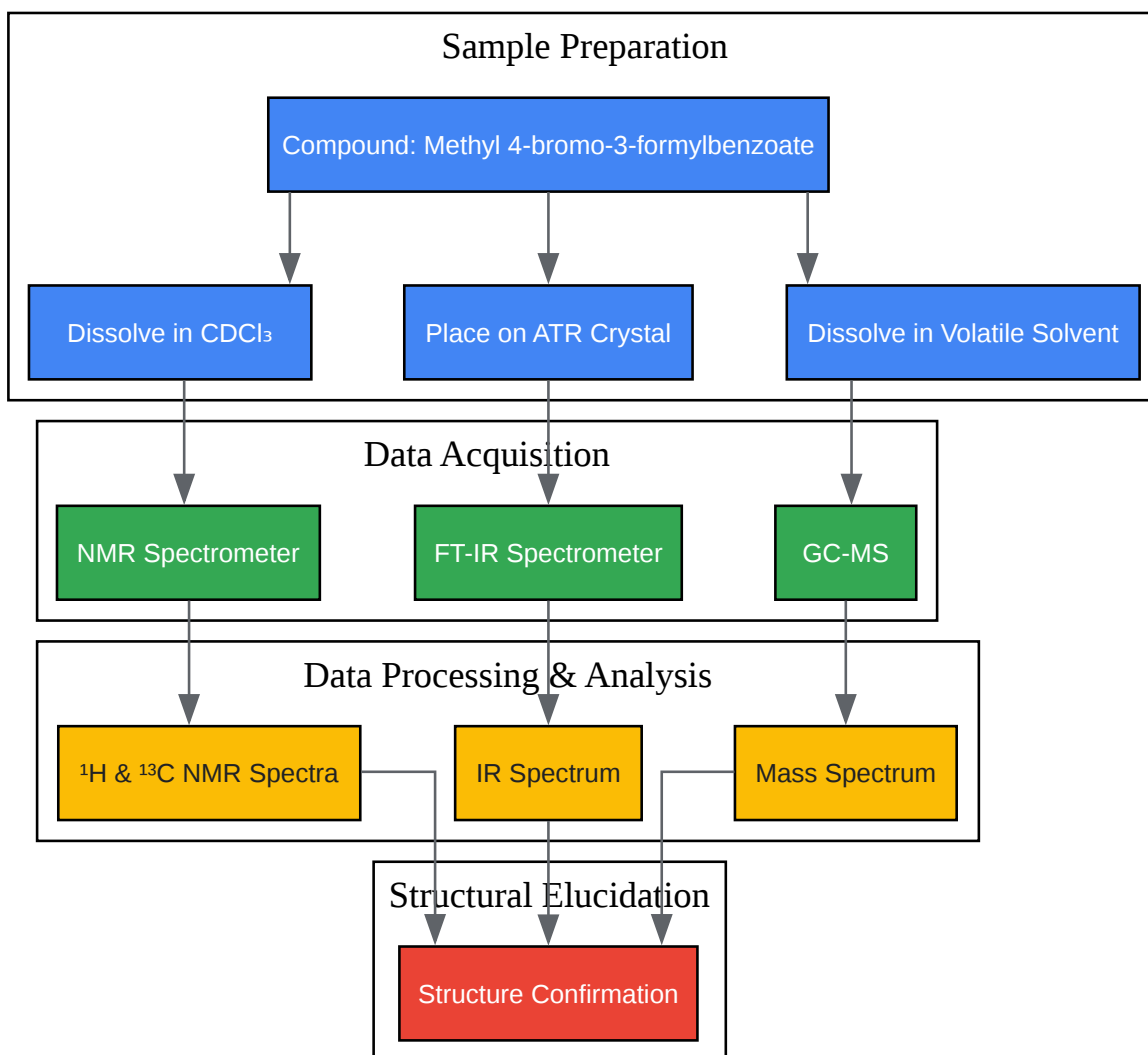 Sample Preparation
Compound: Methyl 4-bromo-3-formylbenzoate
Dissolve in CDCl₃
Place on ATR Crystal
Dissolve in Volatile Solvent
Data Acquisition
NMR Spectrometer
FT-IR Spectrometer
GC-MS
Data Processing & Analysis
¹H & ¹³C NMR Spectra
IR Spectrum
Mass Spectrum
Structural Elucidation
Structure Confirmation